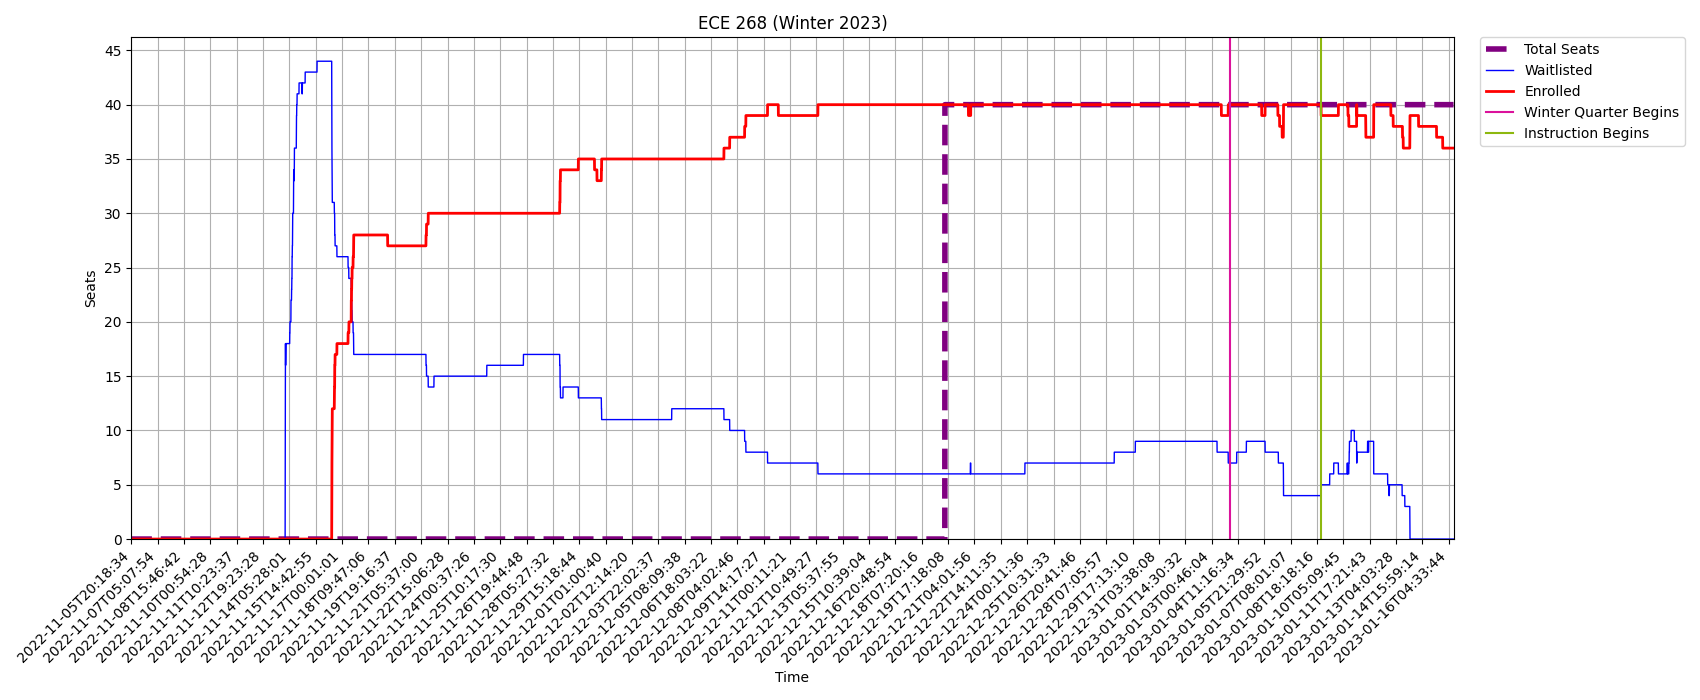 ECE 268 (Winter 2023)
Total Seats
Waitlisted
Enrolled
Winter Quarter Begins
Instruction Begins
Seats
45
40
35
30
25
20
15
10
5
0
2022-11-05T20:18:34
2022-11-07T05:07:54
2022-11-08T15:46:42
2022-11-10T00:54:28
2022-11-11T10:23:37
2022-11-12T19:23:28
2022-11-14T05:28:01
2022-11-15T14:42:55
2022-11-17T00:01:01
2022-11-18T09:47:06
2022-11-19T19:16:37
2022-11-21T05:37:00
2022-11-22T15:06:28
2022-11-24T00:37:26
2022-11-25T10:17:30
2022-11-26T19:44:48
2022-11-28T05:27:32
2022-11-29T15:18:44
2022-12-01T01:00:40
2022-12-02T12:14:20
2022-12-03T22:02:37
2022-12-05T08:09:38
2022-12-06T18:03:22
2022-12-08T04:02:46
2022-12-09T14:17:27
2022-12-11T00:11:21
2022-12-12T10:49:27
2022-12-13T05:37:55
2022-12-15T10:39:04
2022-12-16T20:48:54
2022-12-18T07:20:16
2022-12-19T17:18:08
2022-12-21T04:01:56
2022-12-22T14:11:35
2022-12-24T00:11:36
2022-12-25T10:31:33
2022-12-26T20:41:46
2022-12-28T07:05:57
2022-12-29T17:13:10
2022-12-31T03:38:08
2023-01-01T14:30:32
2023-01-03T00:46:04
2023-01-04T11:16:34
2023-01-05T21:29:52
2023-01-07T08:01:07
2023-01-08T18:18:16
2023-01-10T05:09:45
2023-01-11T17:21:43
2023-01-13T04:03:28
2023-01-14T15:59:14
2023-01-16T04:33:44
Time